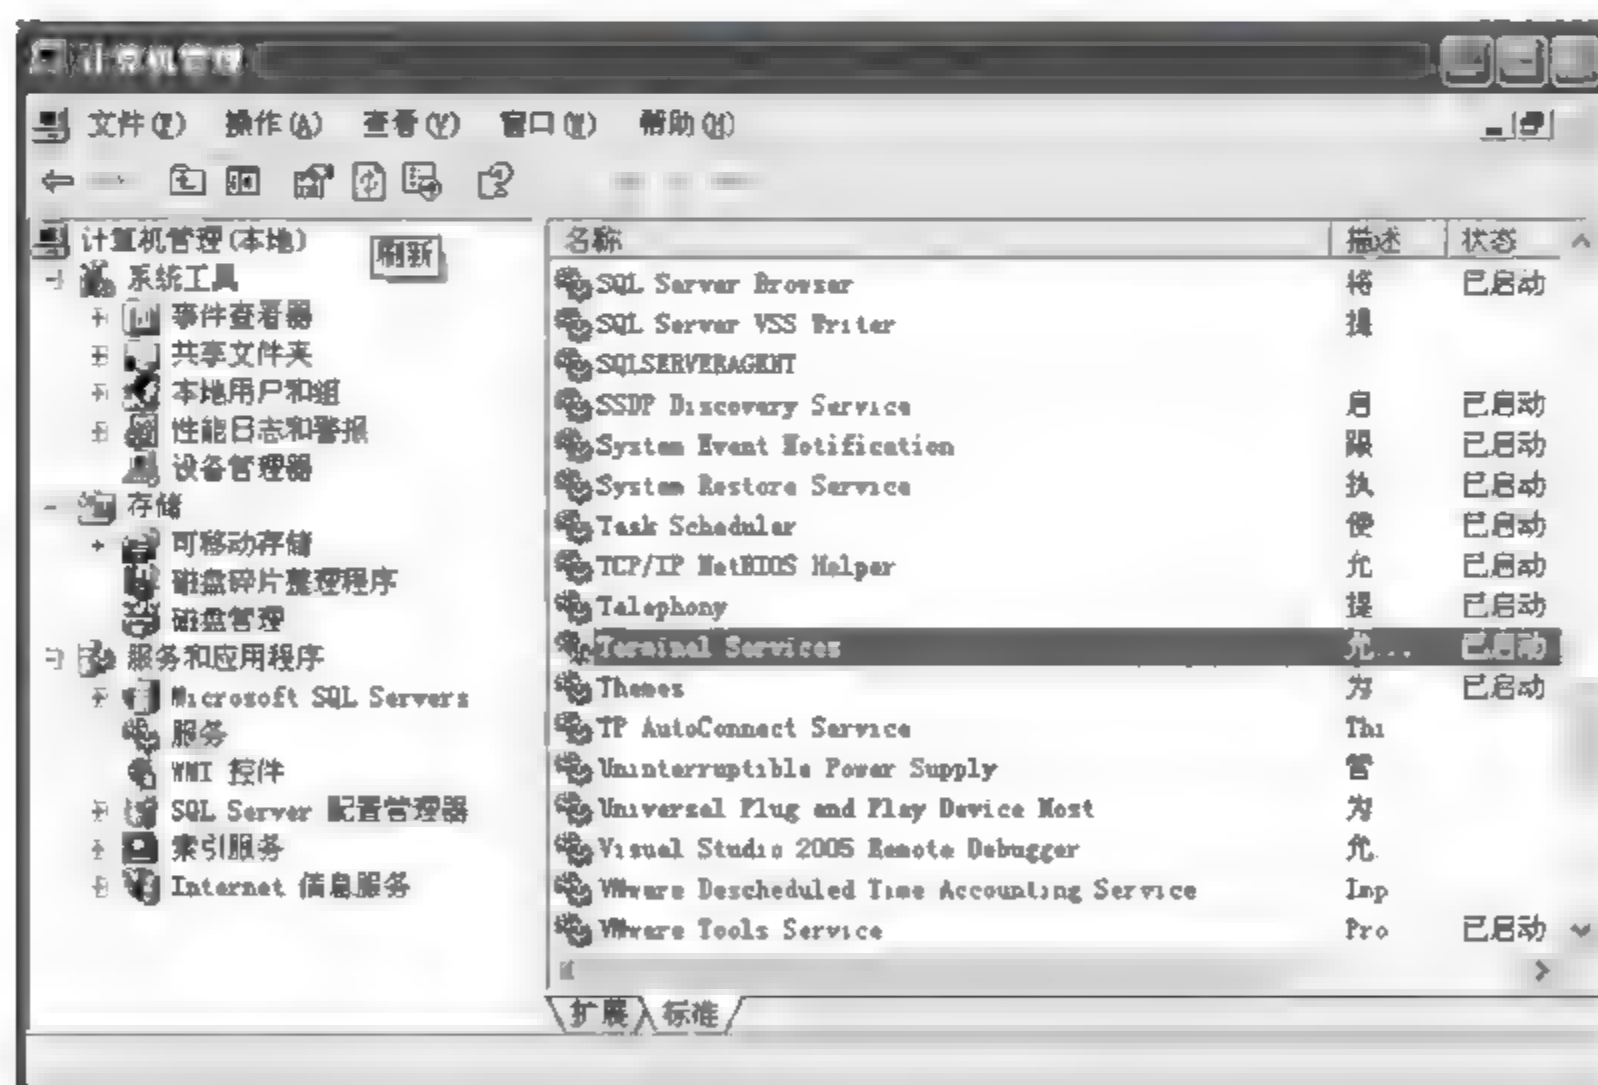 计算机管理
文件(F) 操作(A) 查看(V) 窗口(W) 帮助(H)
计算机管理(本地)
刷新
系统工具
事件查看器
共享文件夹
本地用户和组
性能日志和警报
设备管理器
存储
可移动存储
磁盘碎片整理程序
磁盘管理
服务和应用程序
Microsoft SQL Servers
服务
WMI 控件
SQL Server 配置管理器
索引服务
Internet 信息服务
名称 描述 状态
SQL Server Browser 将 已启动
SQL Server VSS Writer 提
SQLSERVERAGENT
SSDP Discovery Service 启 已启动
System Event Notification 跟 已启动
System Restore Service 执 已启动
Task Scheduler 使 已启动
TCP/IP NetBIOS Helper 允 已启动
Telephony 提 已启动
Terminal Services 允... 已启动
Themes 为 已启动
TP AutoConnect Service Thi
Uninterruptible Power Supply 管
Universal Plug and Play Device Host 为
Visual Studio 2005 Remote Debugger 允
VMware Descheduled Time Accounting Service Imp
VMware Tools Service Pro 已启动
扩展 标准